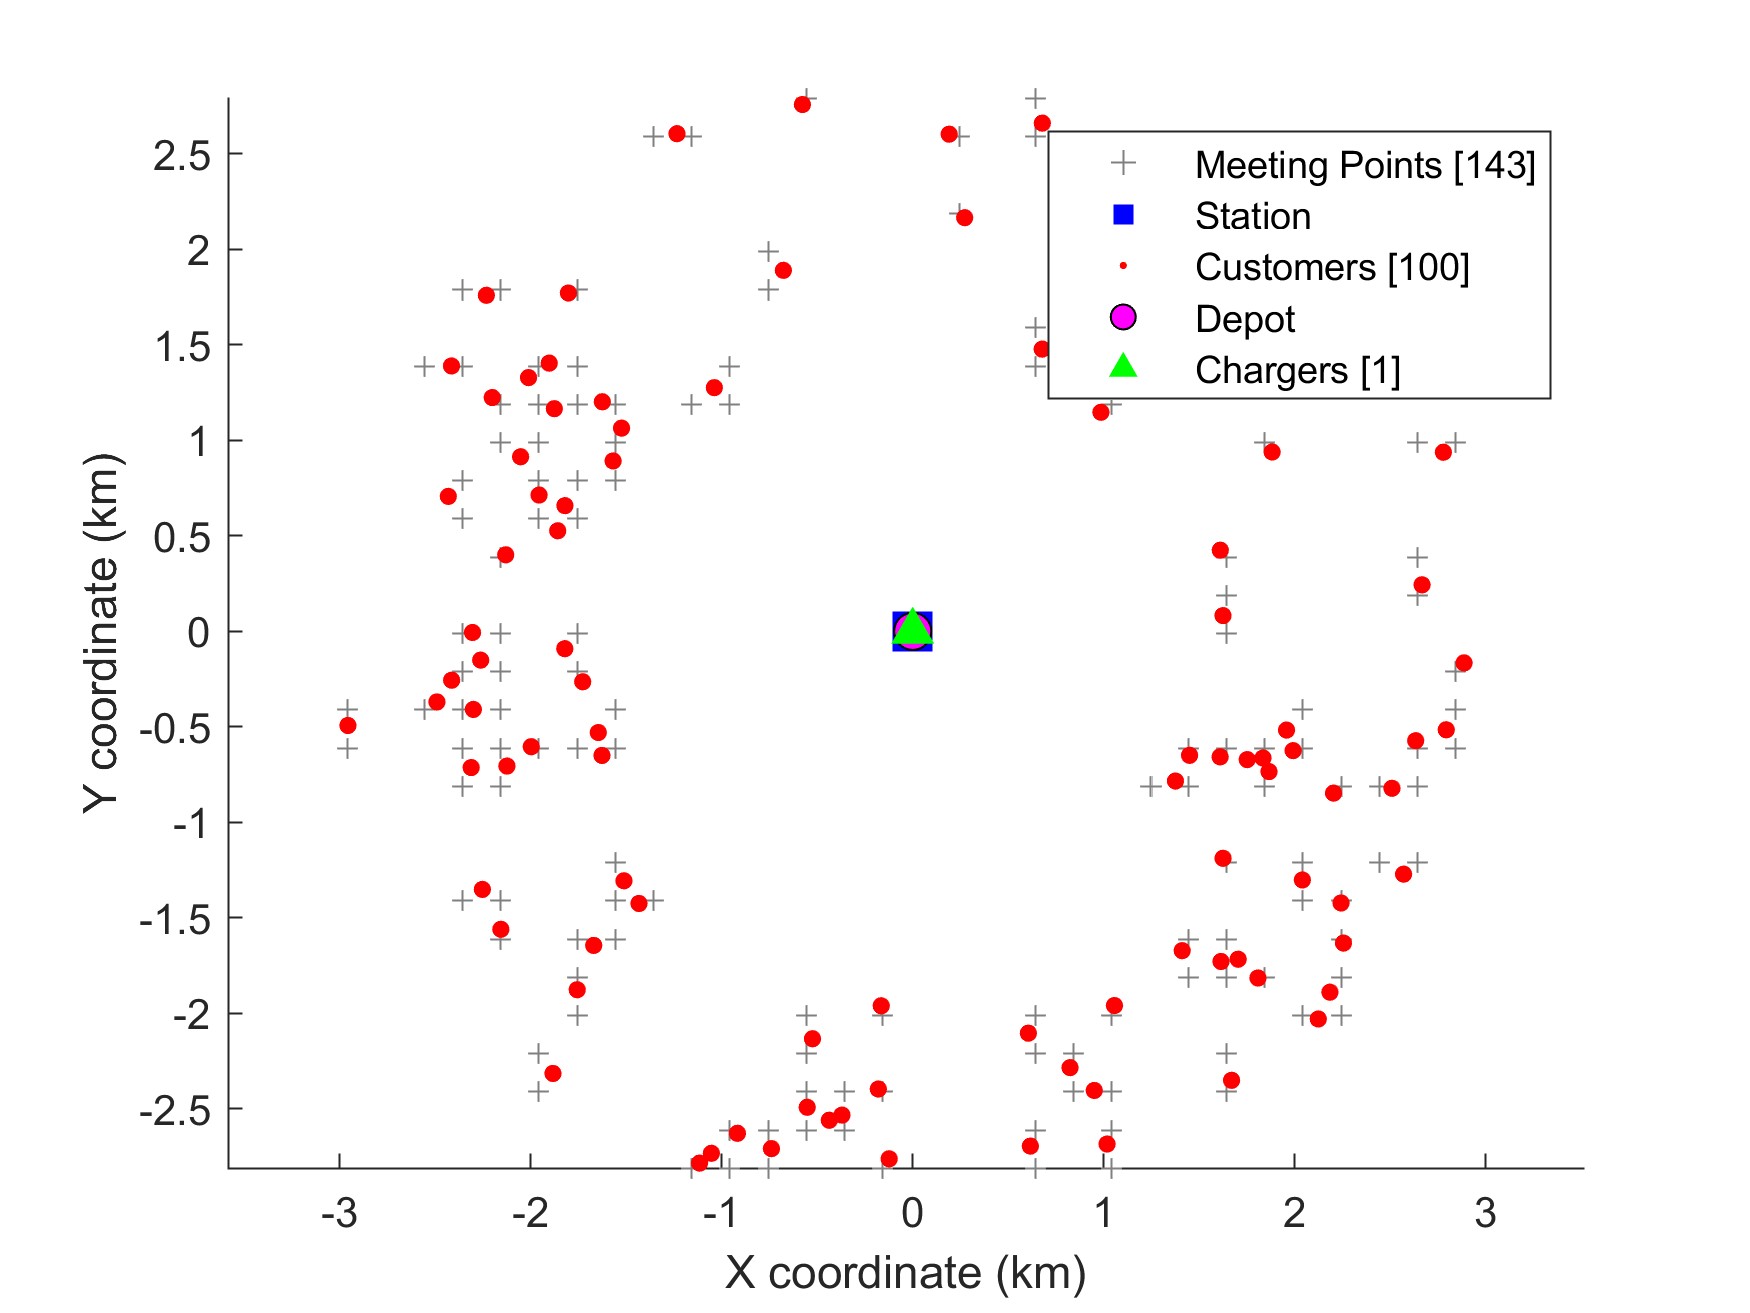 2.5
2
1.5
1
0.5
0
-0.5
-1
-1.5
-2
-2.5
Y coordinate (km)
Meeting Points [143]
Station
Customers [100]
Depot
Chargers [1]
-3 -2 -1 0 1 2 3
X coordinate (km)